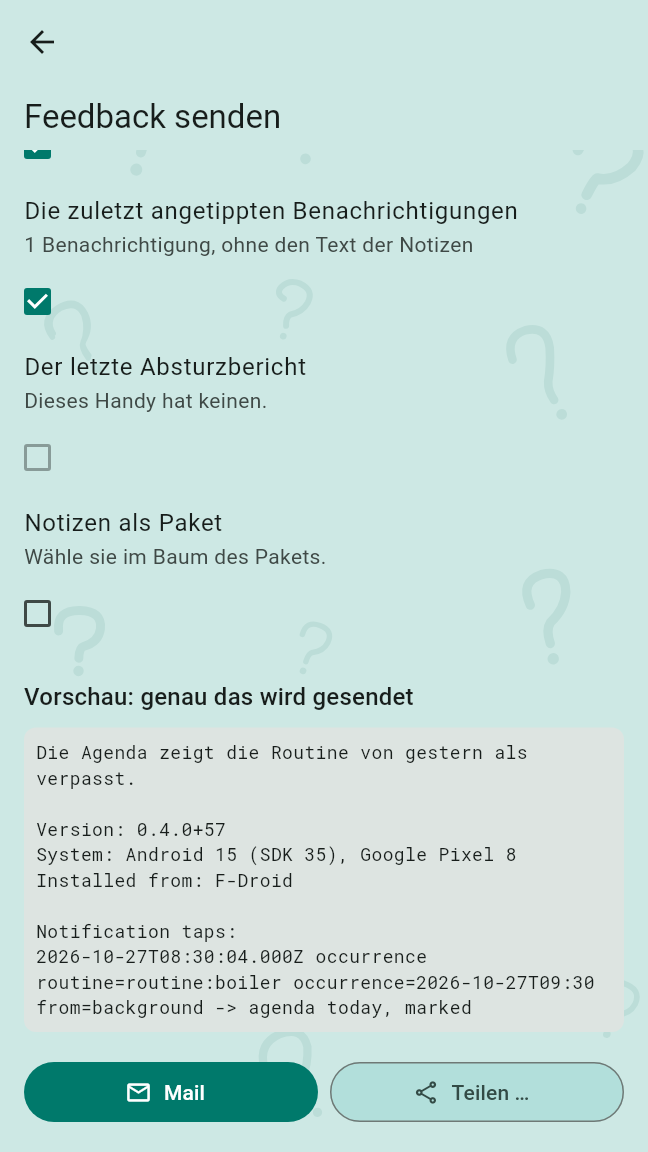 Feedback senden
Die zuletzt angetippten Benachrichtigungen
1 Benachrichtigung, ohne den Text der Notizen
Der letzte Absturzbericht
Dieses Handy hat keinen.
Notizen als Paket
Wähle sie im Baum des Pakets.
Vorschau: genau das wird gesendet
Die Agenda zeigt die Routine von gestern als
verpasst.
Version: 0.4.0+57
System: Android 15 (SDK 35), Google Pixel 8
Installed from: F-Droid
Notification taps:
2026-10-27T08:30:04.000Z occurrence
routine=routine:boiler occurrence=2026-10-27T09:30
from=background -> agenda today, marked
Mail
Teilen …